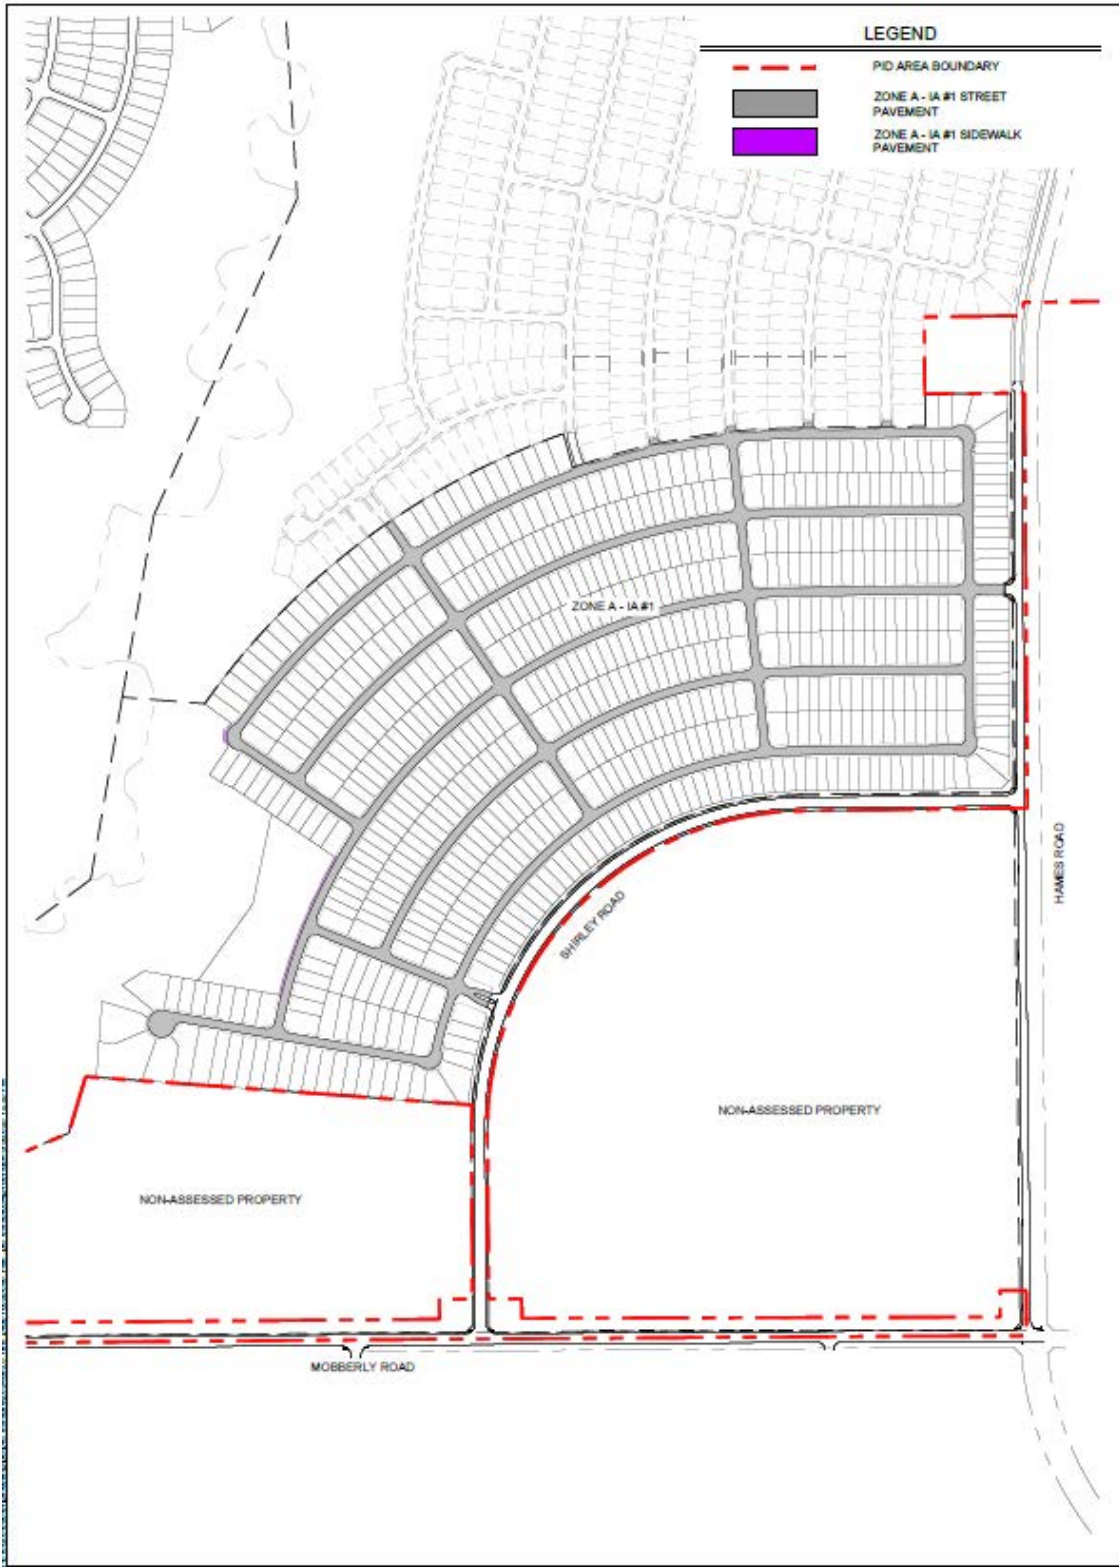 LEGEND
PID AREA BOUNDARY
ZONE A - IA #1 STREET
PAVEMENT
ZONE A - IA #1 SIDEWALK
PAVEMENT
ZONE A - IA #1
HAMES ROAD
SHIRLEY ROAD
NON-ASSESSED PROPERTY
NON-ASSESSED PROPERTY
MOBBERLY ROAD